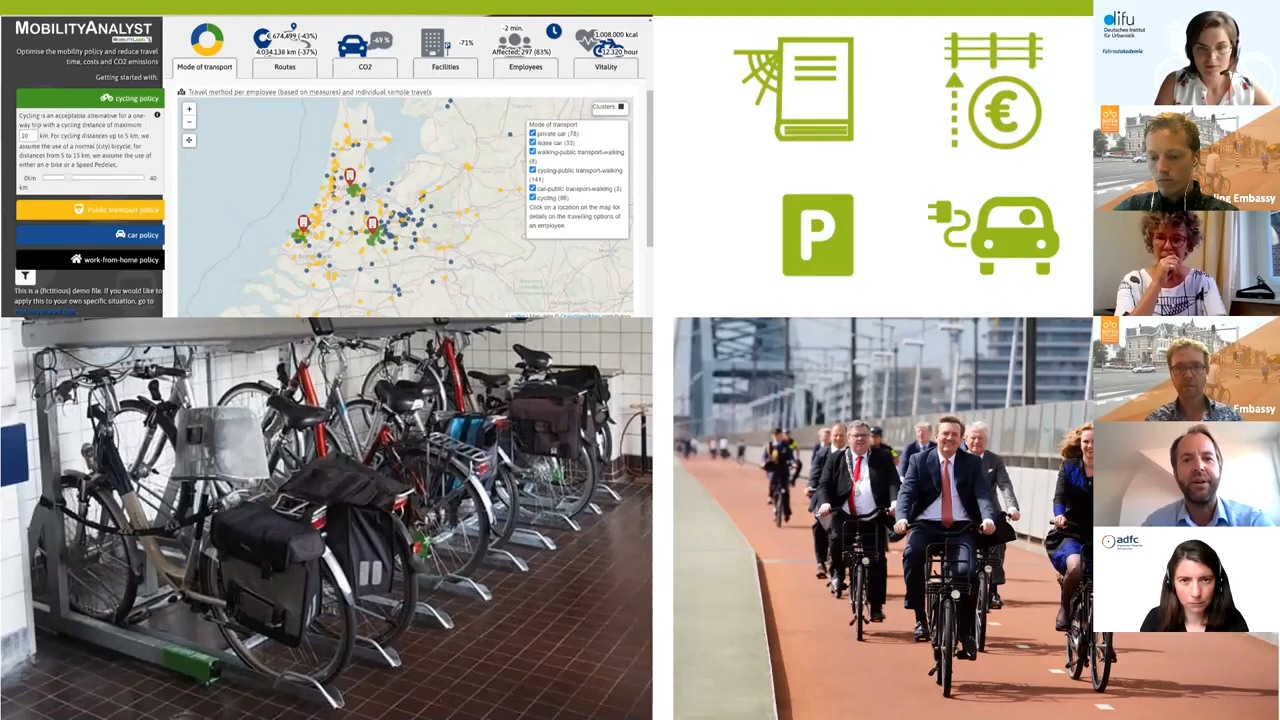 MOBILITYANALYST
Optimise the mobility policy and reduce travel
time, costs and CO2 emissions
Getting started with:
cycling policy
Cycling is an acceptable alternative for a one-
way trip with a cycling distance of maximum
10 km. For cycling distances up to 5 km, we
assume the use of a normal (city) bicycle, for
distances from 5 to 15 km, we assume the use of
either an e-bike or a Speed Pedelec.
0km 40
km
Public transport policy
car policy
work-from-home policy
This is a (fictitious) demo file. If you would like to
apply this to your own specific situation, go to
€ 674,499 (-43%)
4,034,138 km (-37%)
-69 %
-71%
-2 min.
Affected: 297 (83%)
1,008,000 kcal
12,320 hour
Mode of transport
Routes
CO2
Facilities
Employees
Vitality
Travel method per employee (based on measures) and individual sample travels
+
−
Clusters:
Mode of transport
private car (78)
lease car (33)
walking-public transport-walking
(8)
cycling-public transport-walking
(141)
car-public transport-walking (3)
cycling (96)
Click on a location on the map for
details on the traveling options of
an employee.
Rotterdam
€
P
difu
Deutsches Institut
für Urbanistik
Fahrradakademie
ng Embassy
Embassy
adfc